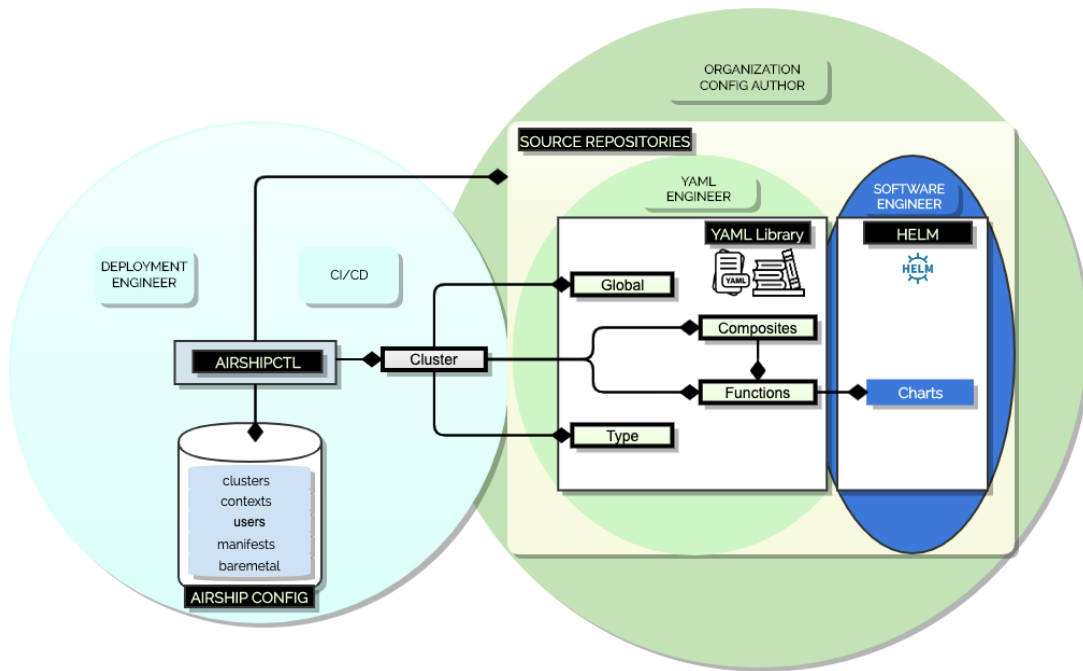 ORGANIZATION
CONFIG AUTHOR
SOURCE REPOSITORIES
YAML
ENGINEER
SOFTWARE
ENGINEER
YAML Library
HELM
YAML
HELM
DEPLOYMENT
ENGINEER
CI/CD
Global
Composites
AIRSHIPCTL
Cluster
Functions
Charts
Type
clusters
contexts
users
manifests
baremetal
AIRSHIP CONFIG